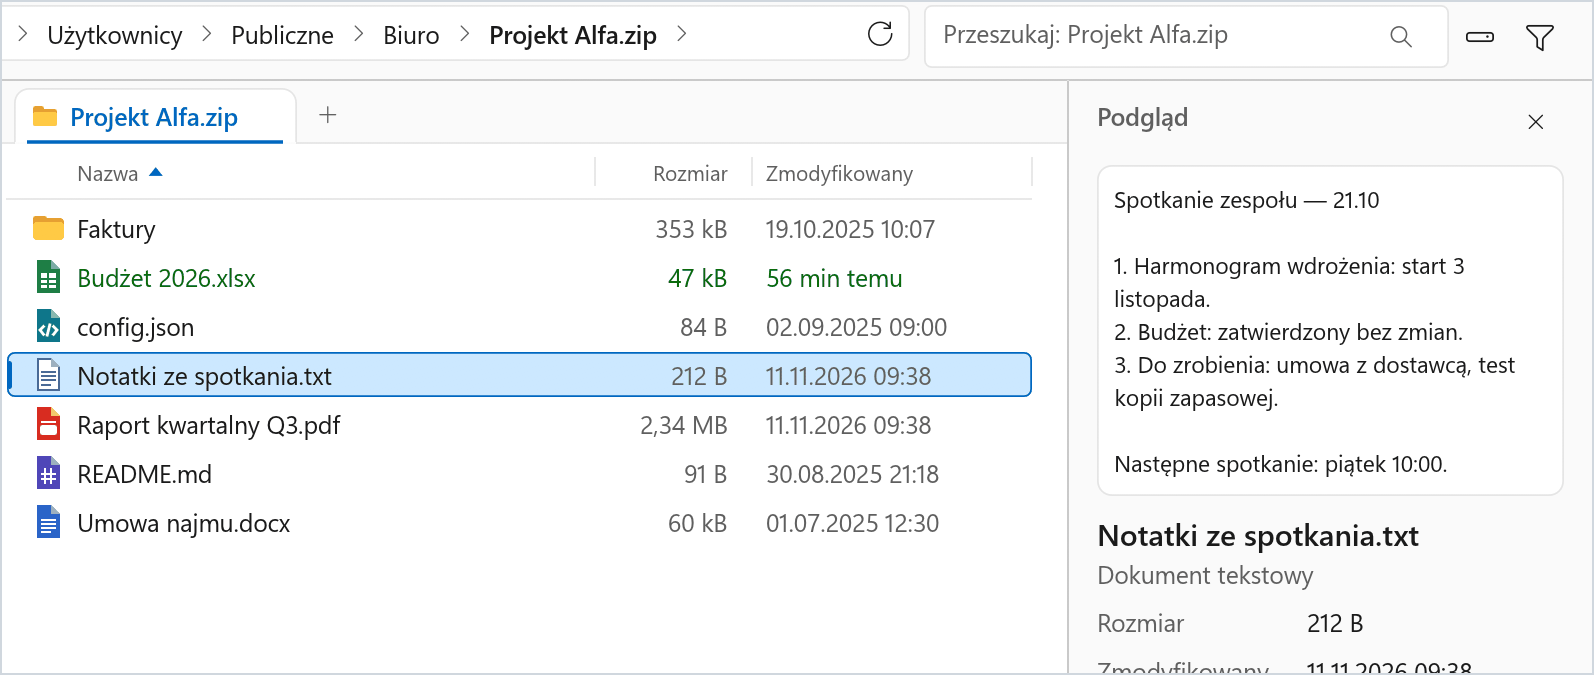 Użytkownicy > Publiczne > Biuro > Projekt Alfa.zip >
Przeszukaj: Projekt Alfa.zip
Projekt Alfa.zip
Nazwa Rozmiar Zmodyfikowany
Faktury 353 kB 19.10.2025 10:07
Budżet 2026.xlsx 47 kB 56 min temu
config.json 84 B 02.09.2025 09:00
Notatki ze spotkania.txt 212 B 11.11.2026 09:38
Raport kwartalny Q3.pdf 2,34 MB 11.11.2026 09:38
README.md 91 B 30.08.2025 21:18
Umowa najmu.docx 60 kB 01.07.2025 12:30
Podgląd
Spotkanie zespołu — 21.10
1. Harmonogram wdrożenia: start 3
listopada.
2. Budżet: zatwierdzony bez zmian.
3. Do zrobienia: umowa z dostawcą, test
kopii zapasowej.
Następne spotkanie: piątek 10:00.
Notatki ze spotkania.txt
Dokument tekstowy
Rozmiar 212 B
Zmodyfikowany 11.11.2026 09:38